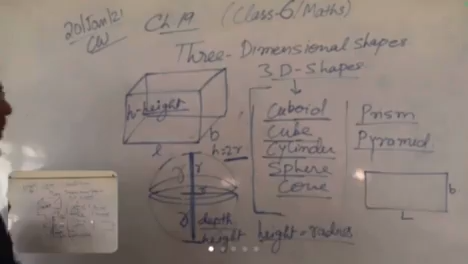 20/Jan/21
CW
Ch 19 (Class-6/Maths)
Three-Dimensional shapes
3 D-Shapes
Cuboid
Cube
Cylinder
Sphere
Cone
Prism
Pyramid
h-height
l
b
h=2r
r
r
depth
height
height = radius
b
L